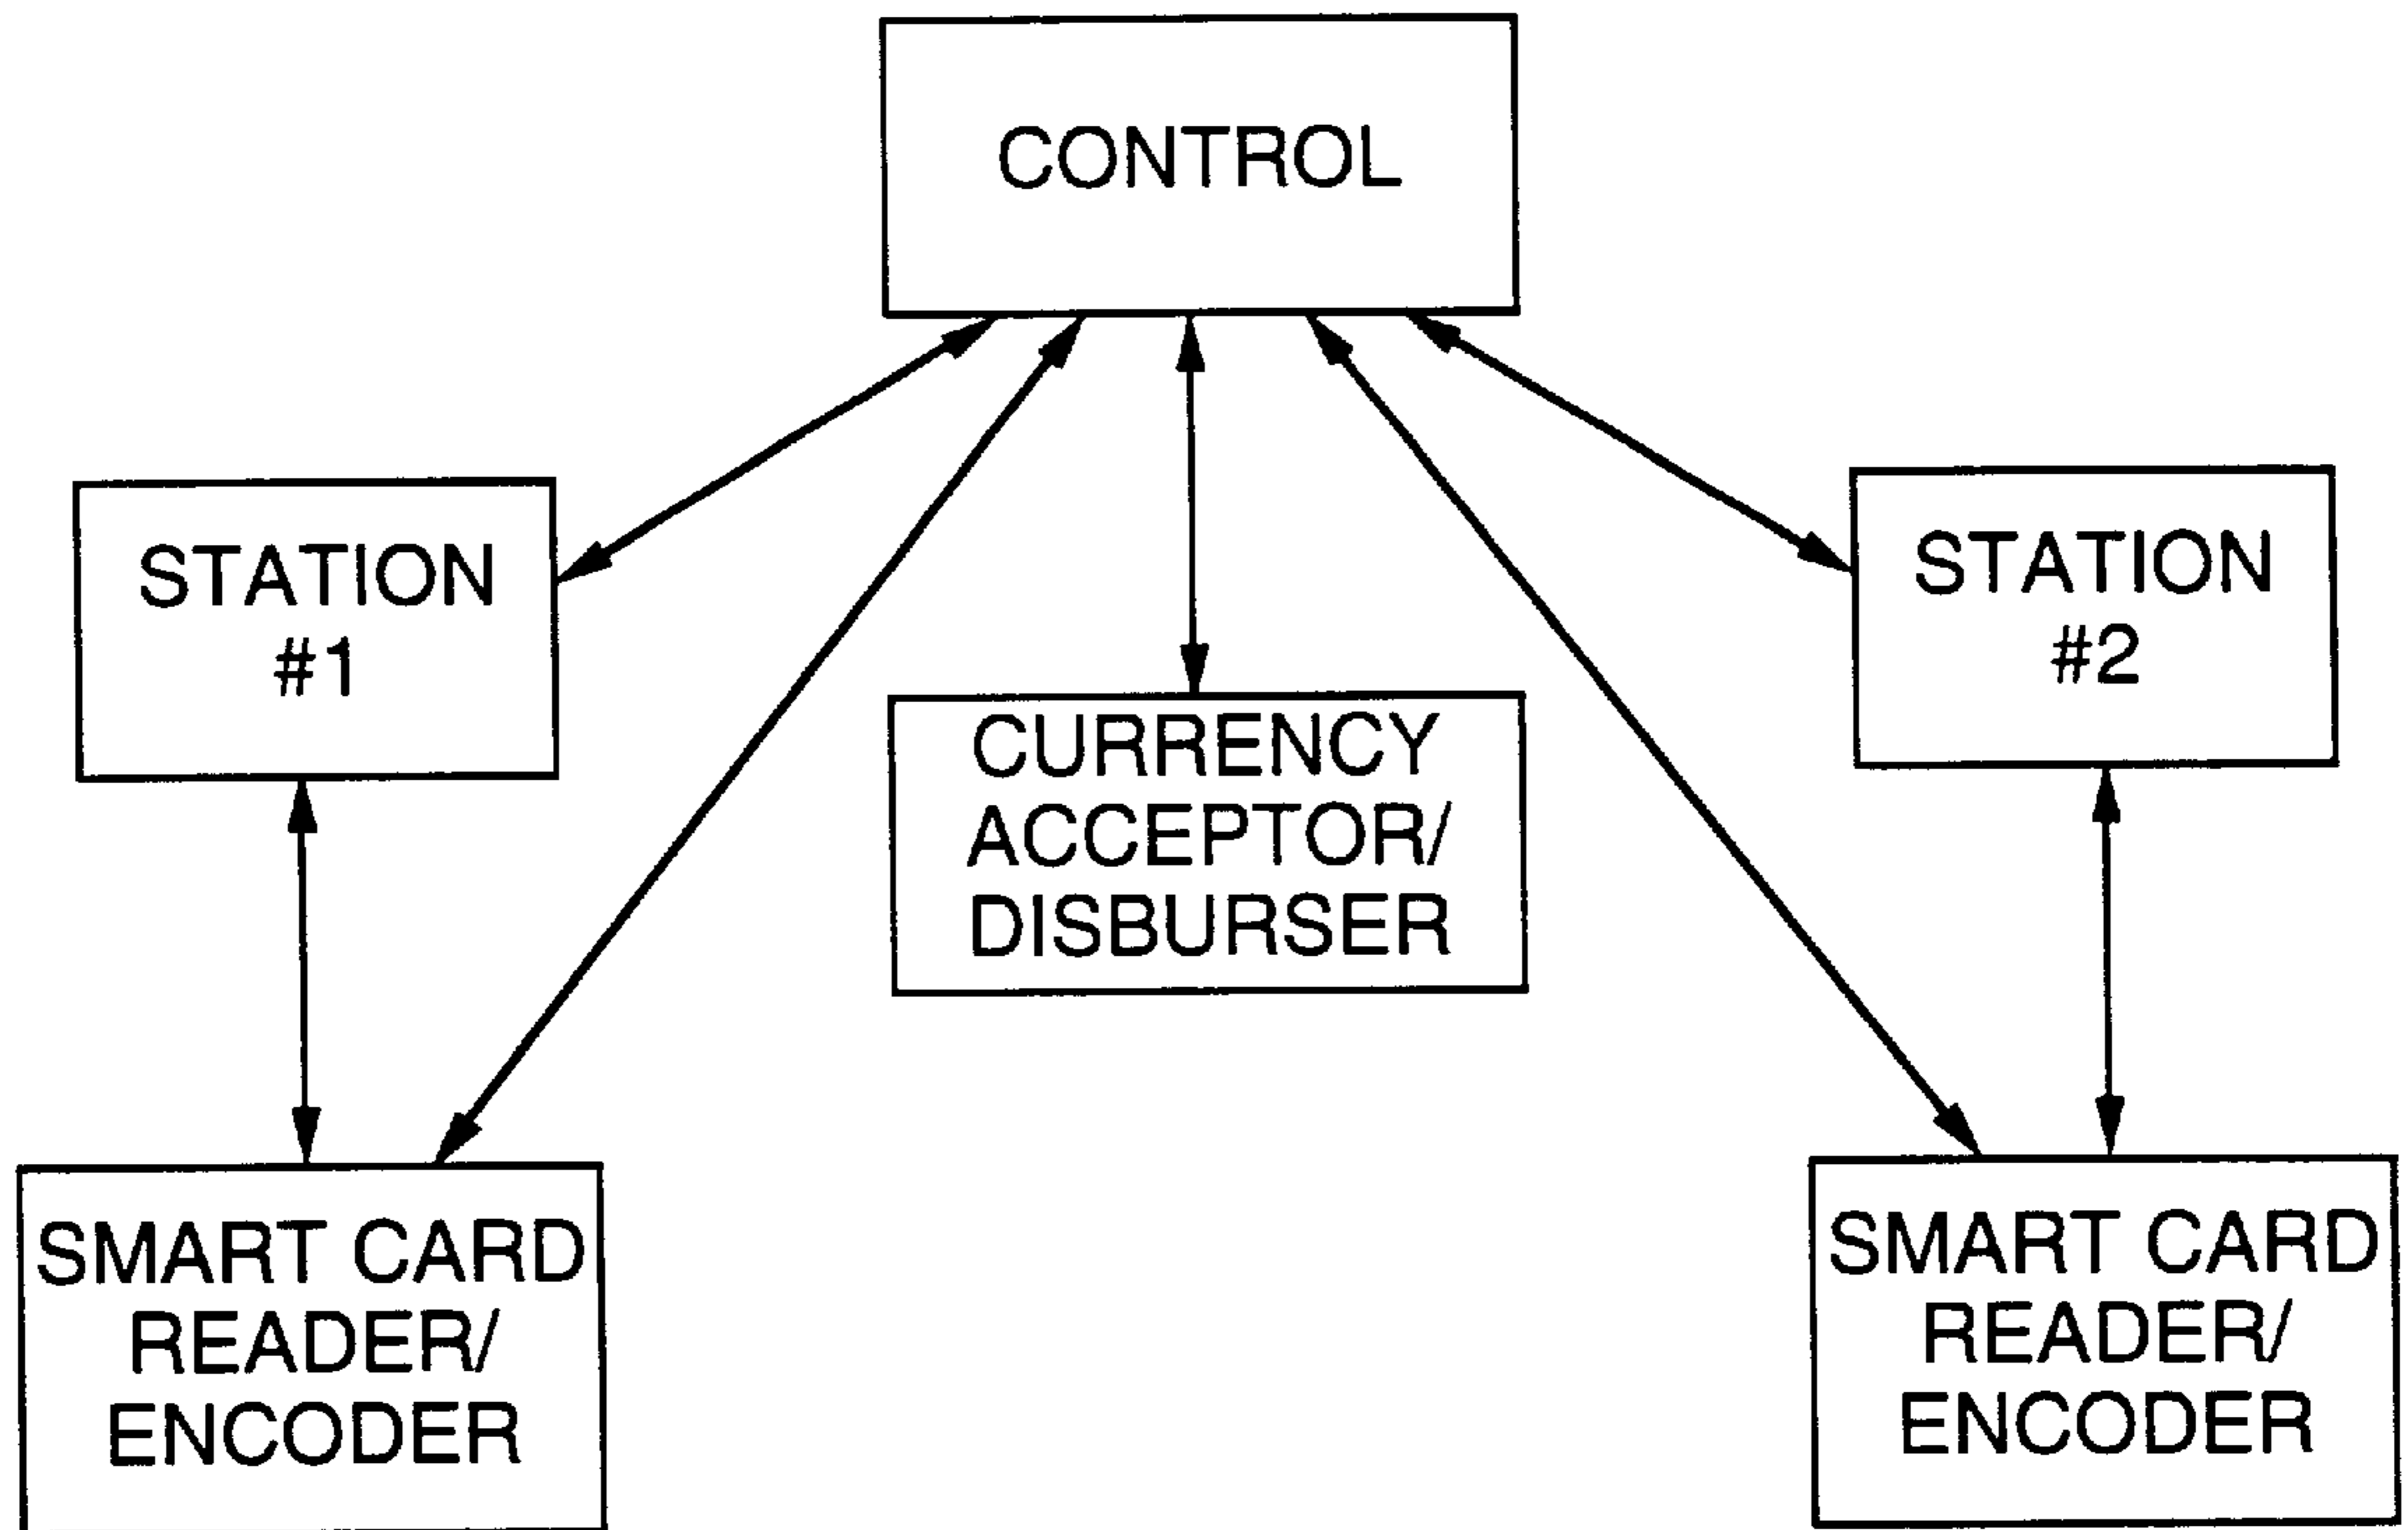 CONTROL
STATION
#1
STATION
#2
CURRENCY
ACCEPTOR/
DISBURSER
SMART CARD
READER/
ENCODER
SMART CARD
READER/
ENCODER